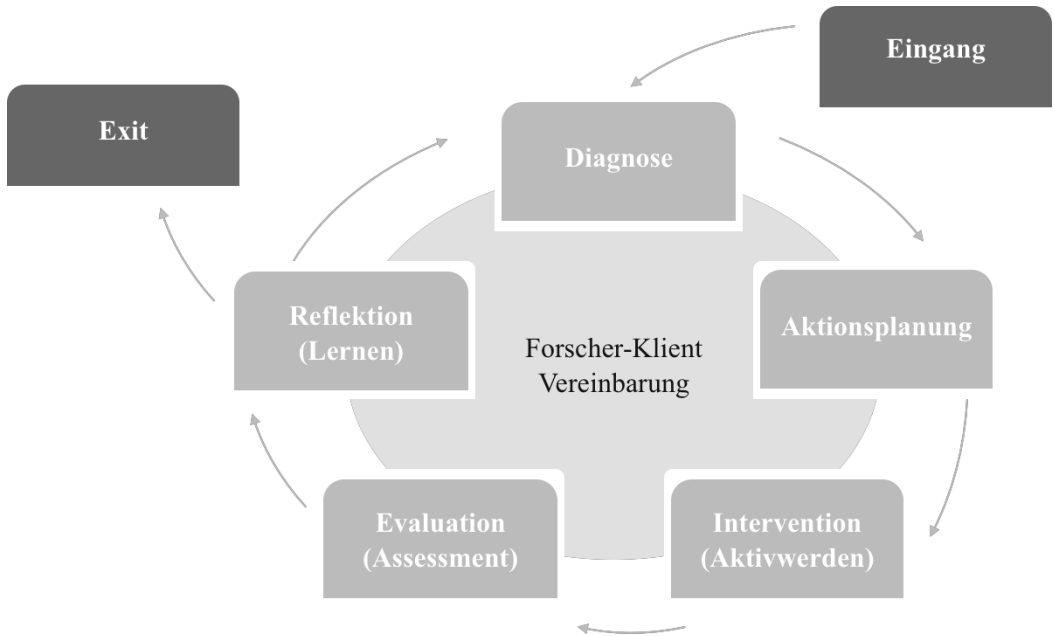 Eingang
Exit
Diagnose
Aktionsplanung
Reflektion
(Lernen)
Forscher-Klient
Vereinbarung
Evaluation
(Assessment)
Intervention
(Aktivwerden)